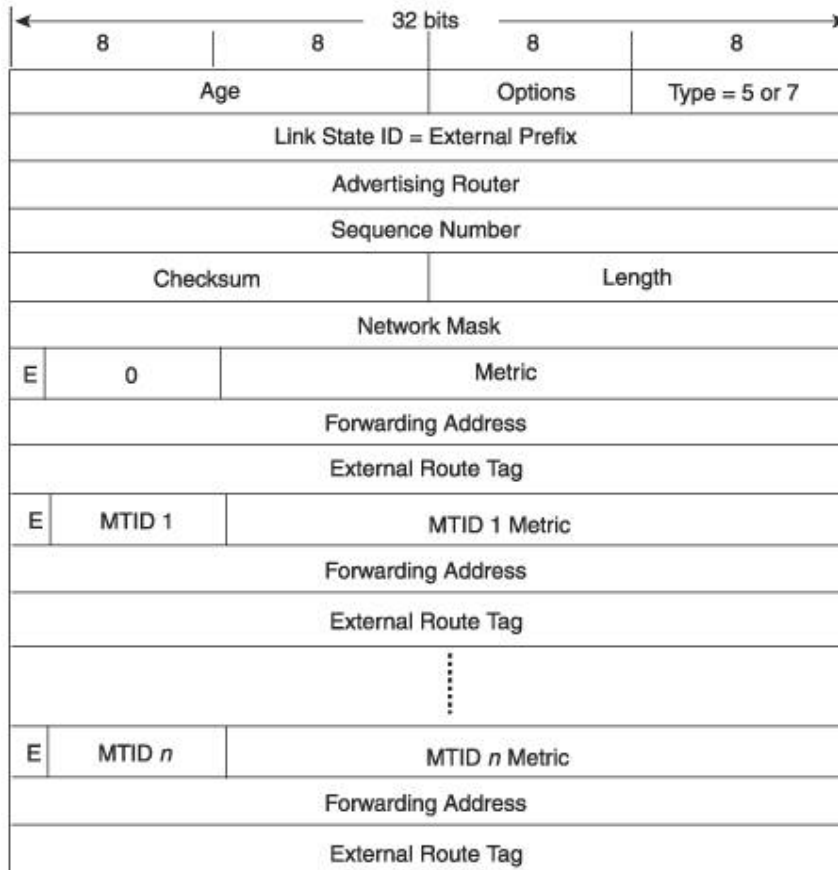 32 bits
8 8 8 8
Age Options Type = 5 or 7
Link State ID = External Prefix
Advertising Router
Sequence Number
Checksum Length
Network Mask
E 0 Metric
Forwarding Address
External Route Tag
E MTID 1 MTID 1 Metric
Forwarding Address
External Route Tag
E MTID n MTID n Metric
Forwarding Address
External Route Tag